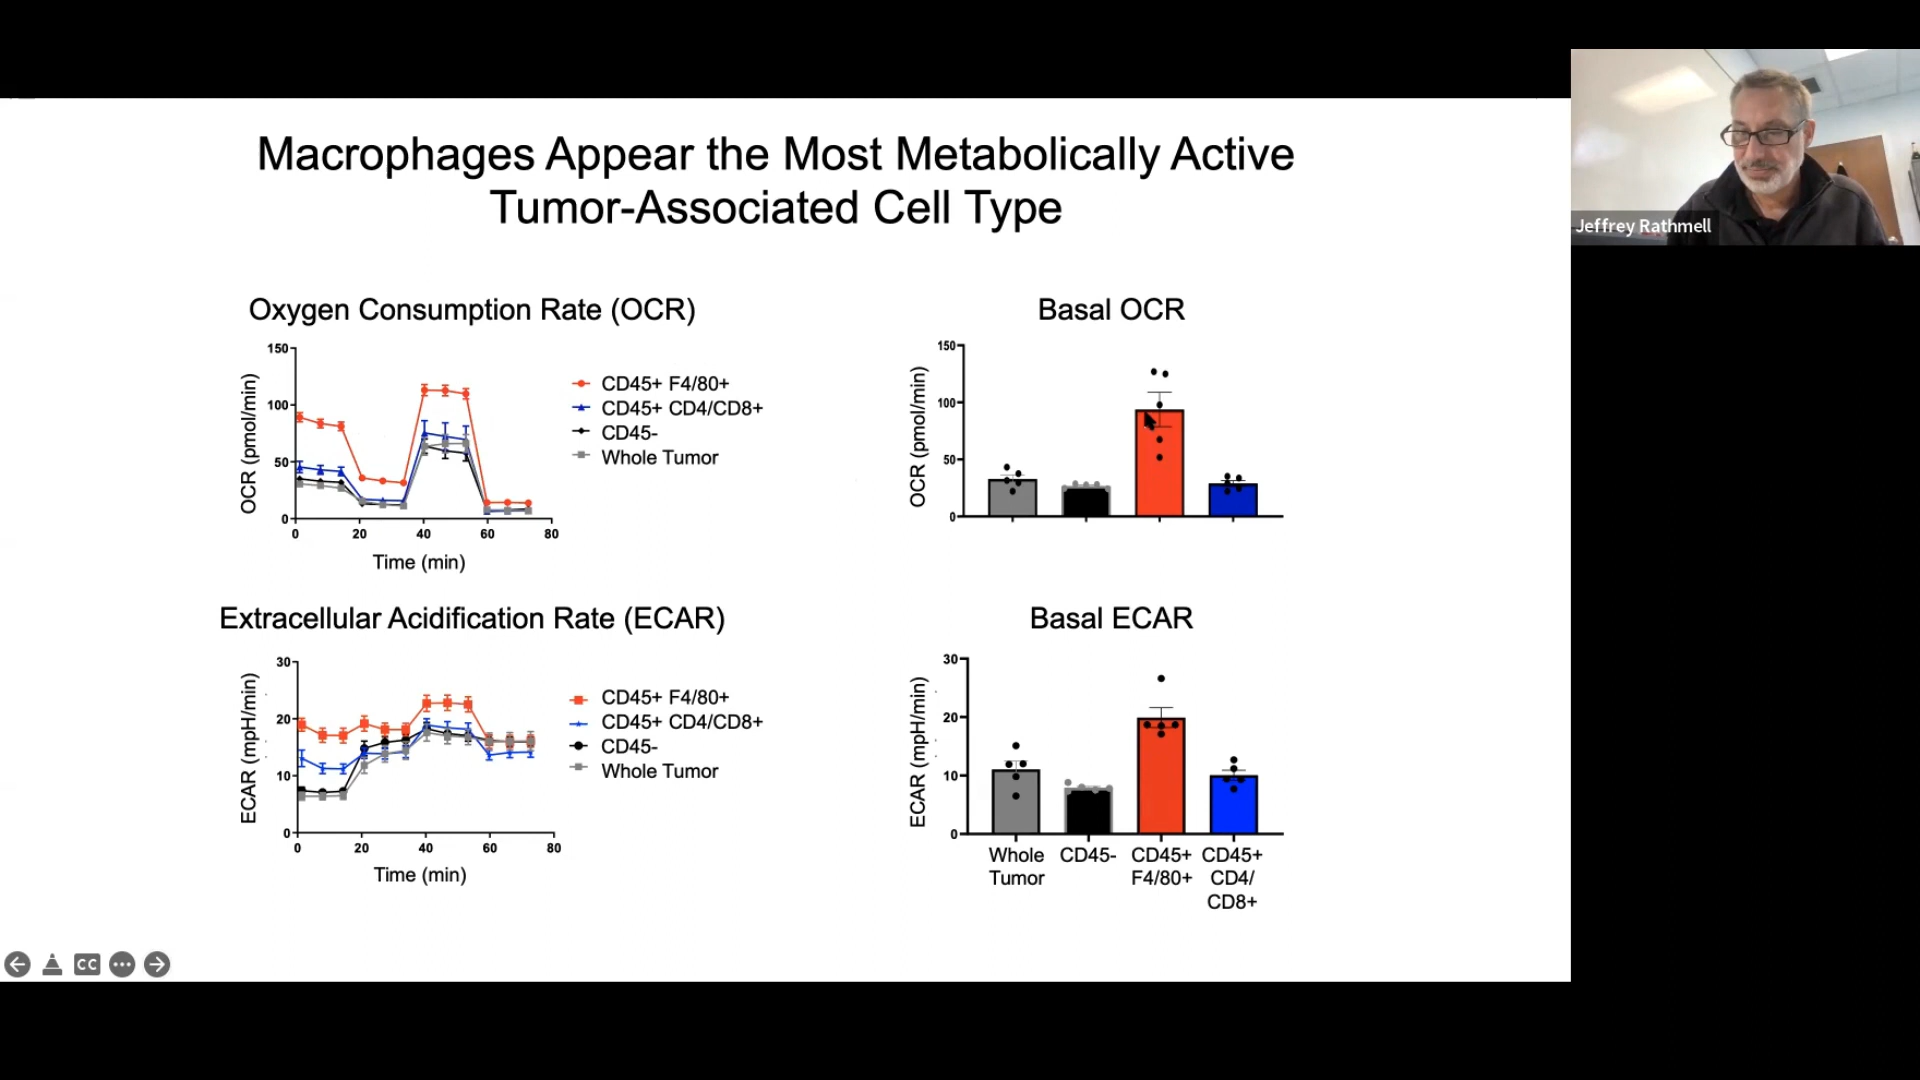 Macrophages Appear the Most Metabolically Active
Tumor-Associated Cell Type
Jeffrey Rathmell
Oxygen Consumption Rate (OCR)
150
100
50
0
OCR (pmol/min)
0 20 40 60 80
Time (min)
CD45+ F4/80+
CD45+ CD4/CD8+
CD45-
Whole Tumor
Basal OCR
150
100
50
0
OCR (pmol/min)
Extracellular Acidification Rate (ECAR)
30
20
10
0
ECAR (mpH/min)
0 20 40 60 80
Time (min)
CD45+ F4/80+
CD45+ CD4/CD8+
CD45-
Whole Tumor
Basal ECAR
30
20
10
0
ECAR (mpH/min)
Whole
Tumor
CD45-
CD45+
F4/80+
CD45+
CD4/
CD8+
CC